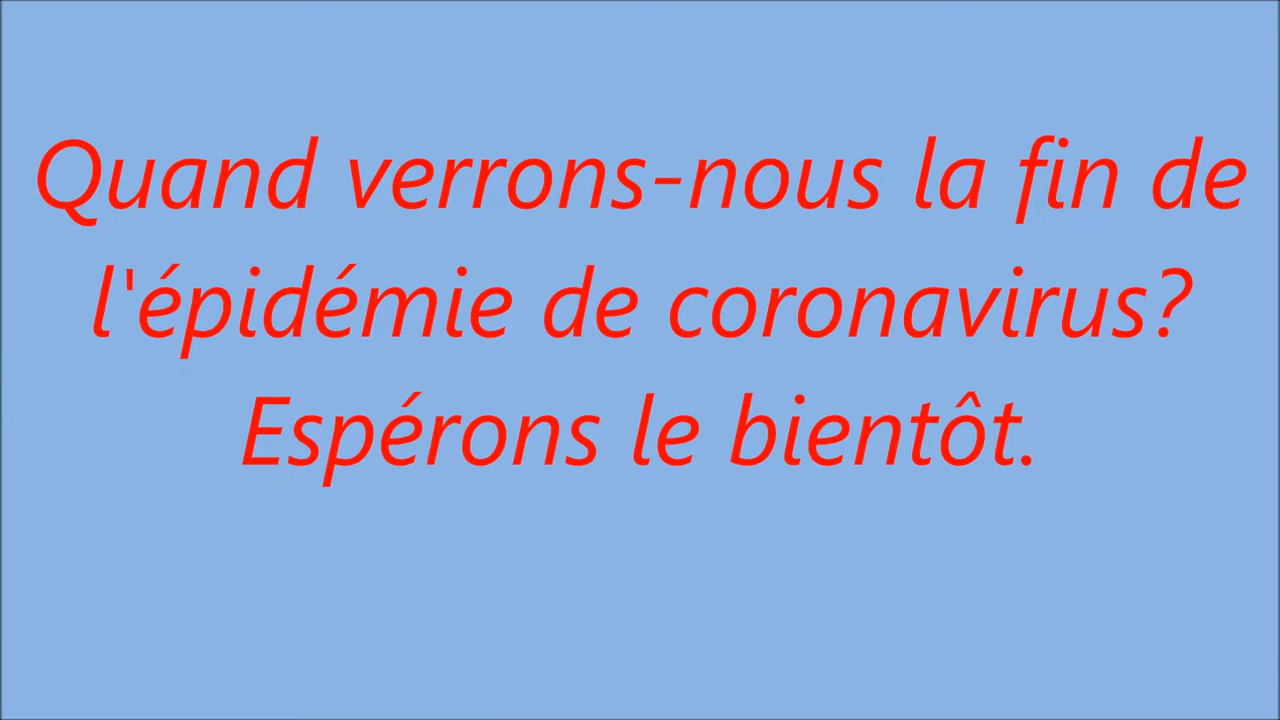 Quand verrons-nous la fin de
l'épidémie de coronavirus?
Espérons le bientôt.